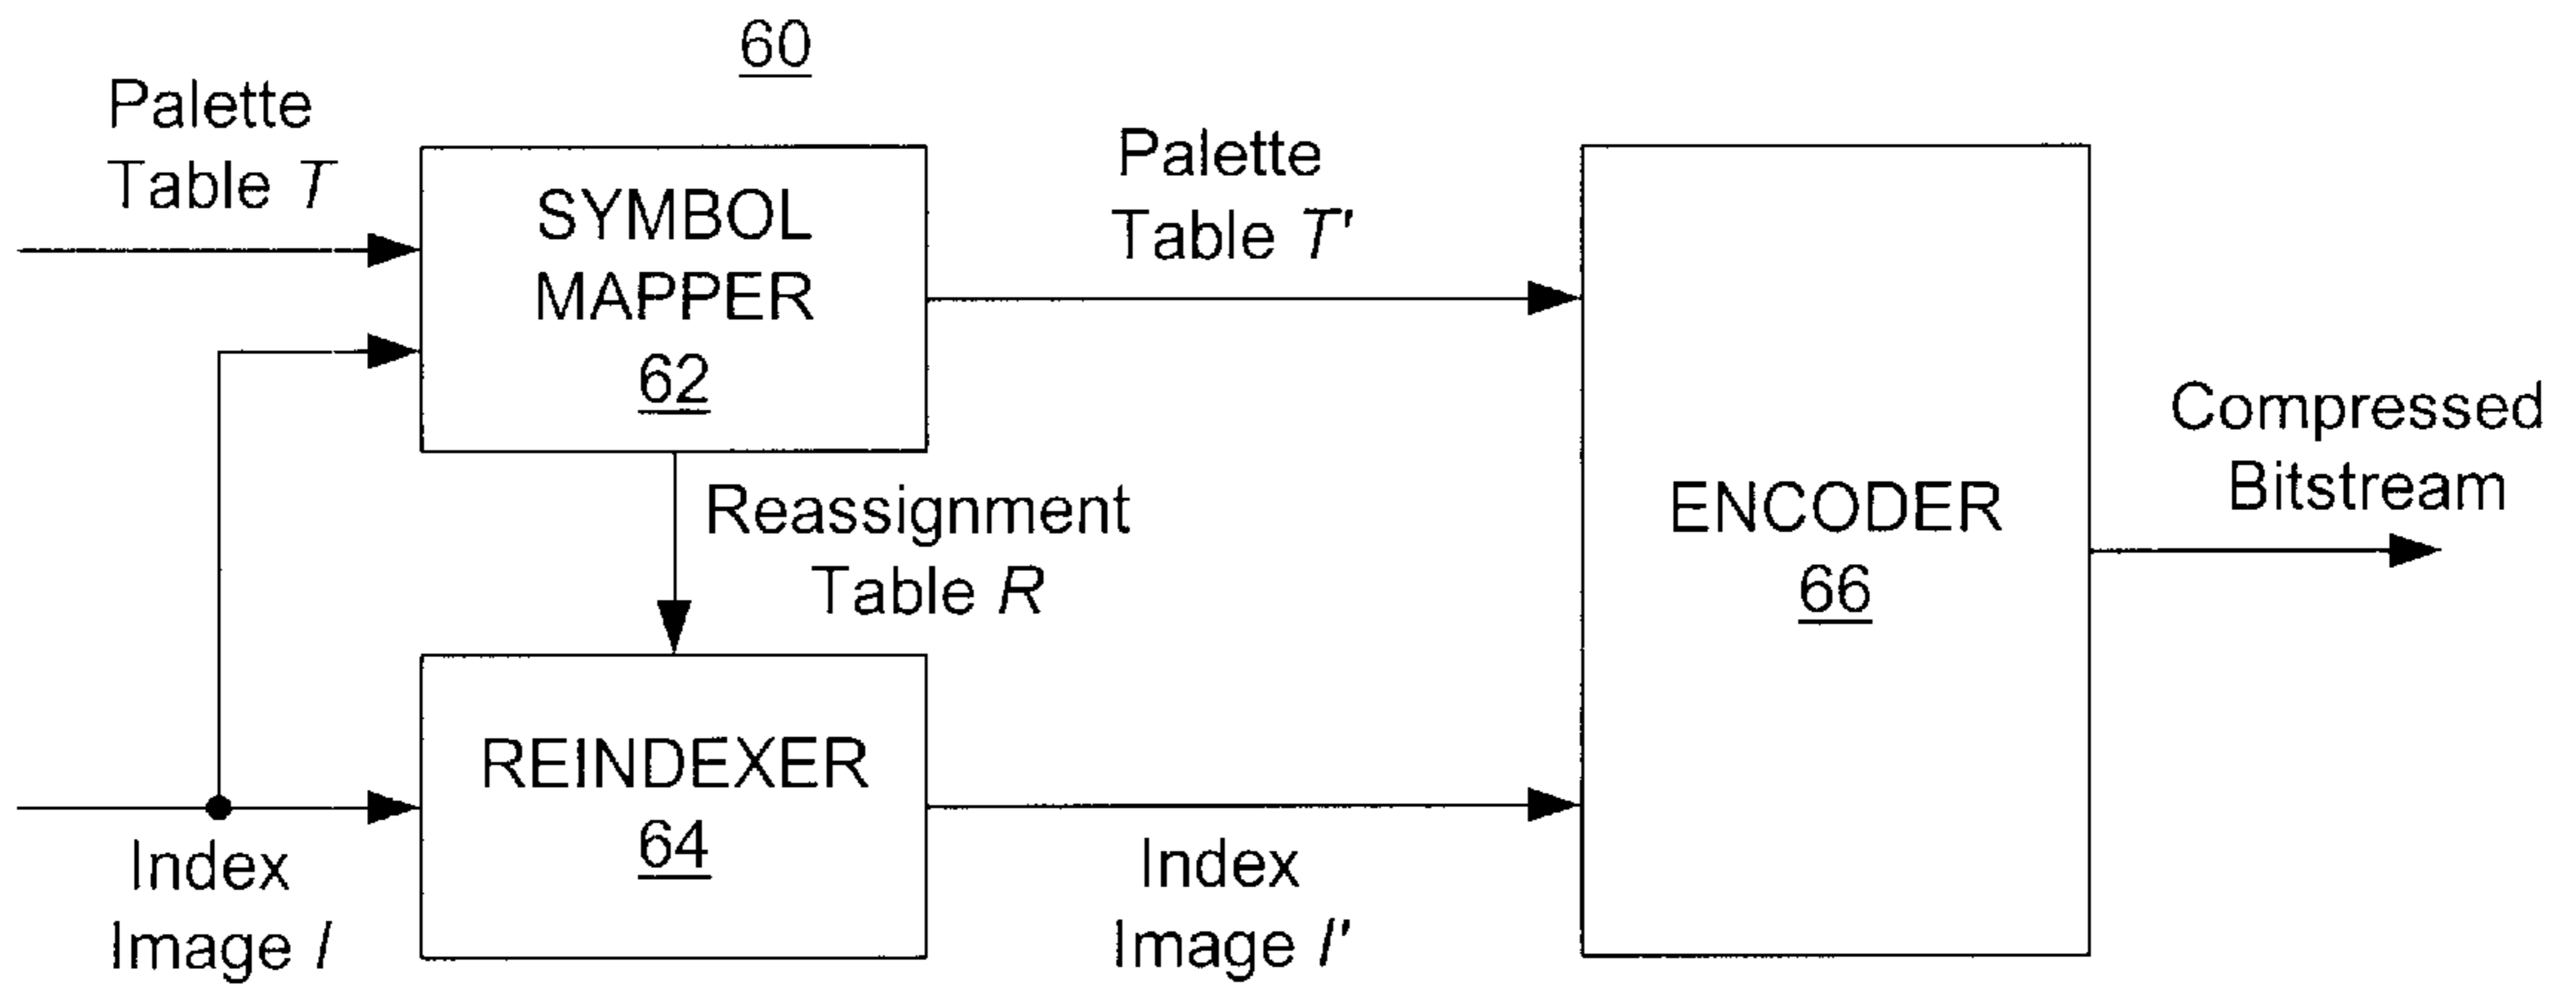 60
Palette
Table T
SYMBOL
MAPPER
62
Palette
Table T'
Reassignment
Table R
REINDEXER
64
Index
Image I
Index
Image I'
ENCODER
66
Compressed
Bitstream